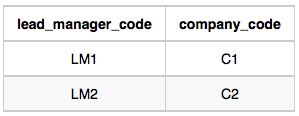 lead_manager_code company_code
LM1 C1
LM2 C2